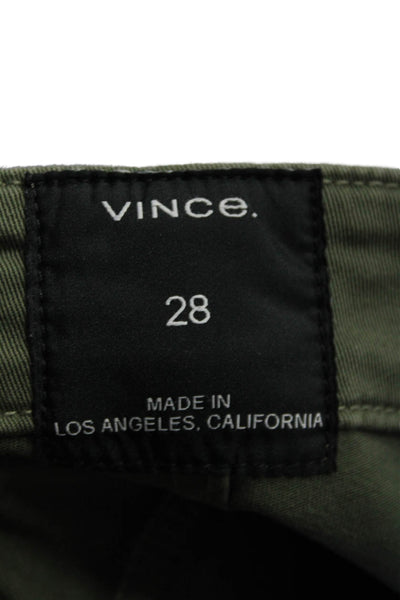 VINCe.
28
MADE IN
LOS ANGELES, CALIFORNIA